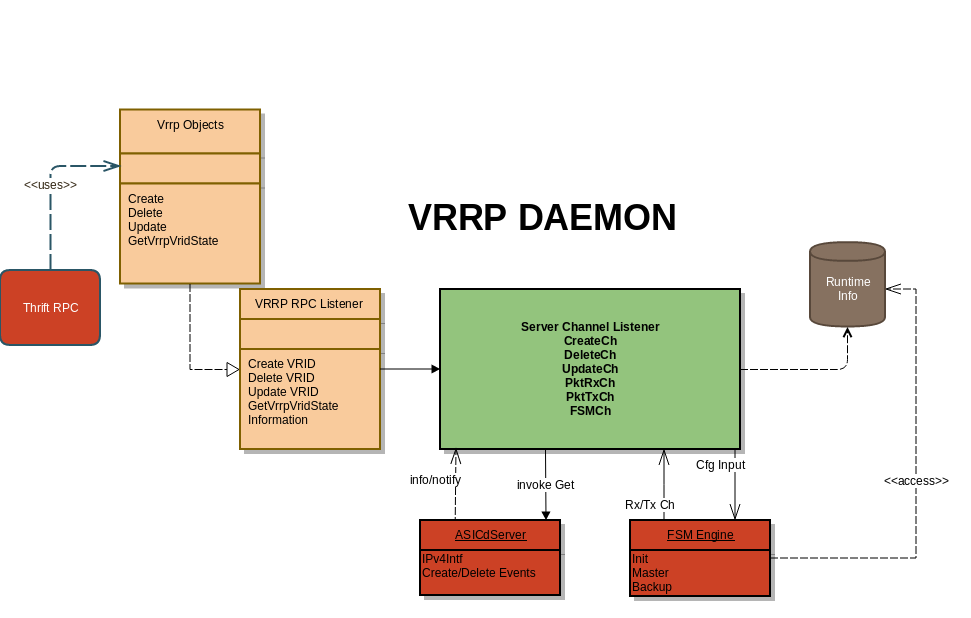 Vrrp Objects
<<uses>>
Create
Delete
Update
GetVrrpVridState
Thrift RPC
VRRP DAEMON
VRRP RPC Listener
Create VRID
Delete VRID
Update VRID
GetVrrpVridState
Information
Server Channel Listener
CreateCh
DeleteCh
UpdateCh
PktRxCh
PktTxCh
FSMCh
Runtime
Info
info/notify
invoke Get
Rx/Tx Ch
Cfg Input
<<access>>
ASICdServer
IPv4Intf
Create/Delete Events
FSM Engine
Init
Master
Backup